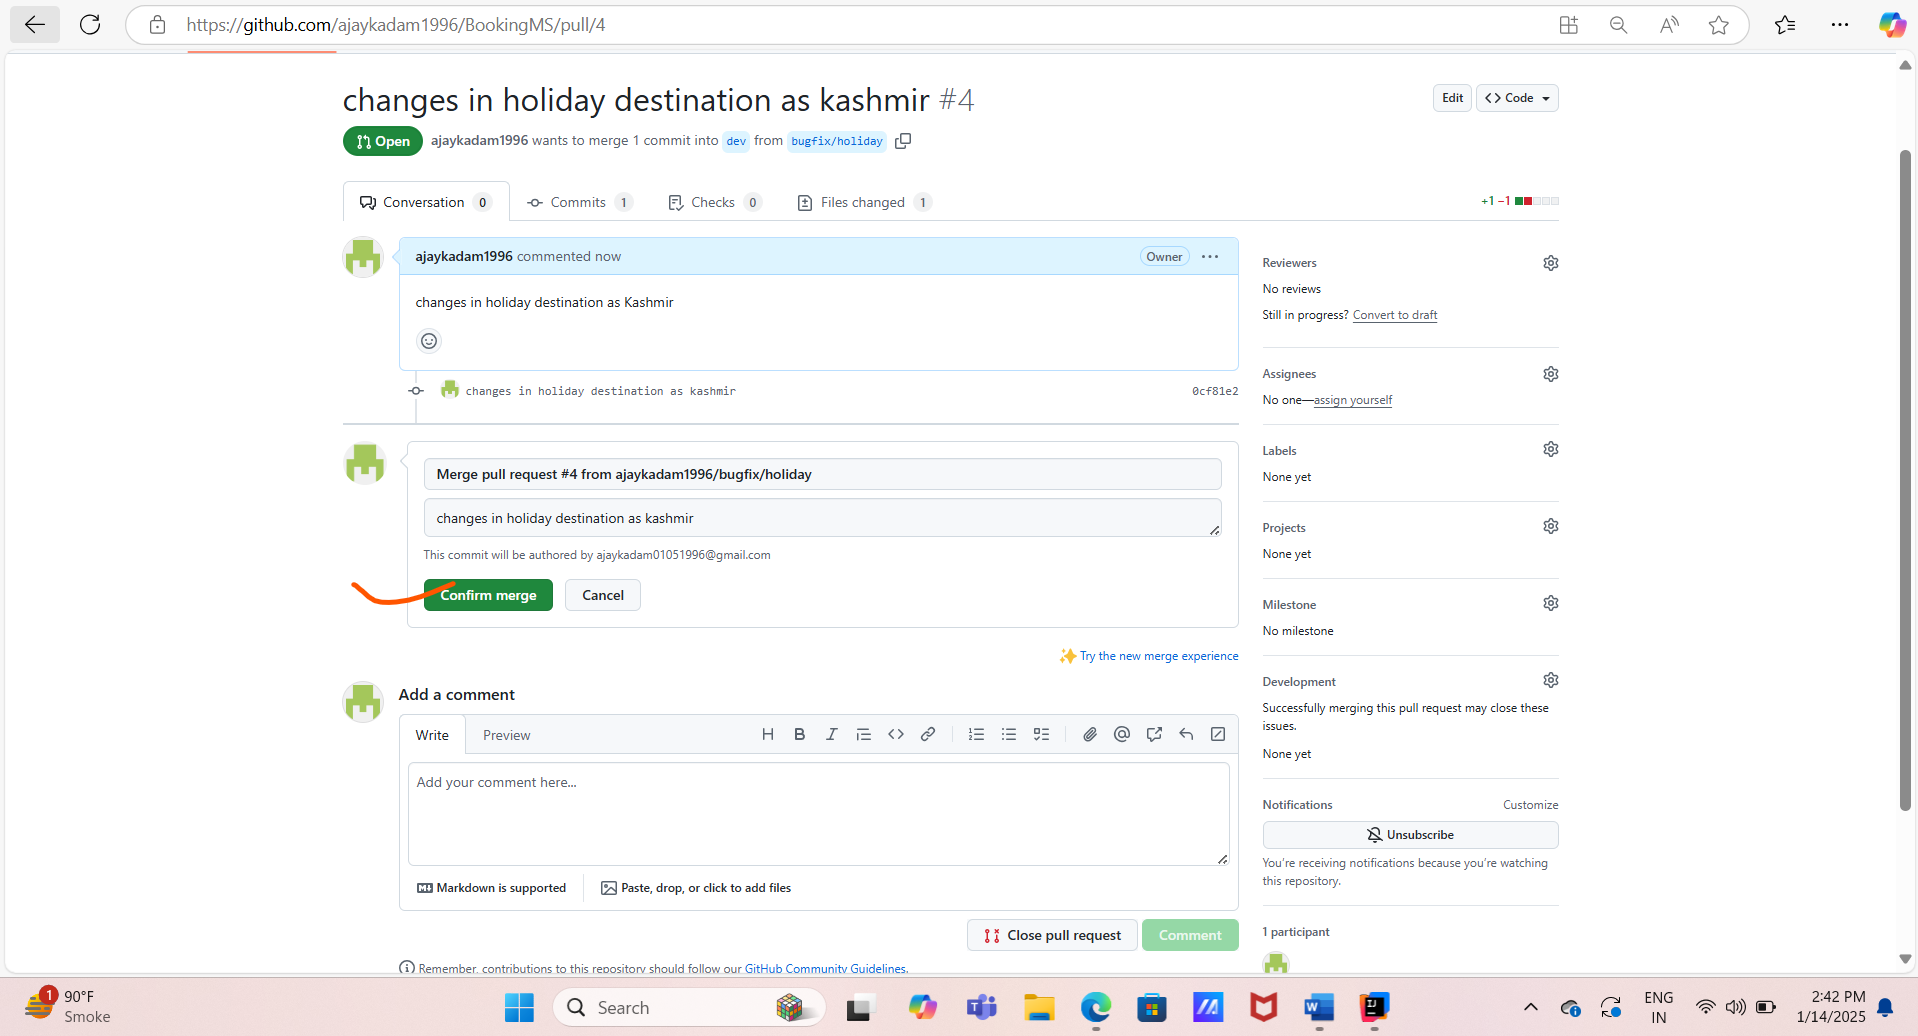 https://github.com/ajaykadam1996/BookingMS/pull/4
changes in holiday destination as kashmir #4
Edit
Code
Open
ajaykadam1996 wants to merge 1 commit into dev from bugfix/holiday
Conversation 0
Commits 1
Checks 0
Files changed 1
+1 −1
ajaykadam1996 commented now
Owner
changes in holiday destination as Kashmir
changes in holiday destination as kashmir
0cf81e2
Merge pull request #4 from ajaykadam1996/bugfix/holiday
changes in holiday destination as kashmir
This commit will be authored by ajaykadam01051996@gmail.com
Confirm merge
Cancel
Try the new merge experience
Add a comment
Write
Preview
Add your comment here...
Markdown is supported
Paste, drop, or click to add files
Close pull request
Comment
Remember, contributions to this repository should follow our GitHub Community Guidelines.
Reviewers
No reviews
Still in progress? Convert to draft
Assignees
No one—assign yourself
Labels
None yet
Projects
None yet
Milestone
No milestone
Development
Successfully merging this pull request may close these
issues.
None yet
Notifications
Customize
Unsubscribe
You're receiving notifications because you're watching
this repository.
1 participant
1
90°F
Smoke
Search
ENG
IN
2:42 PM
1/14/2025